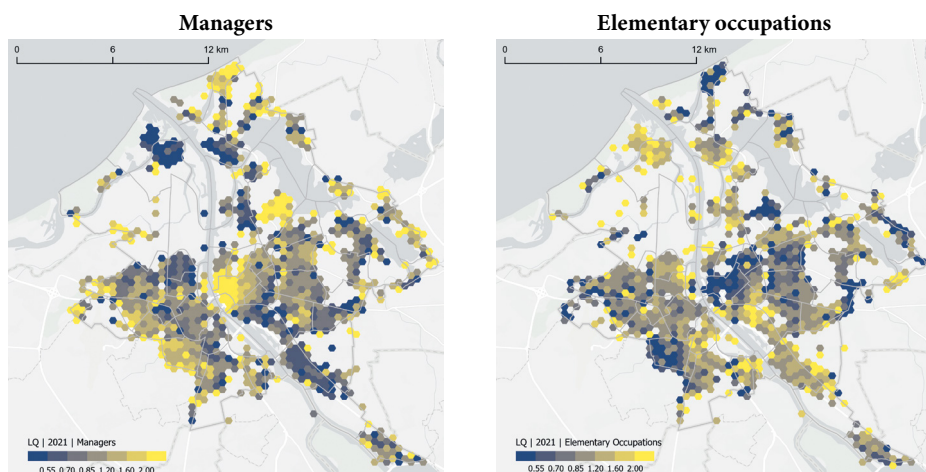 Managers
0 6 12 km
LQ | 2021 | Managers
0.55 0.70 0.85 1.20 1.60 2.00
Elementary occupations
0 6 12 km
LQ | 2021 | Elementary Occupations
0.55 0.70 0.85 1.20 1.60 2.00